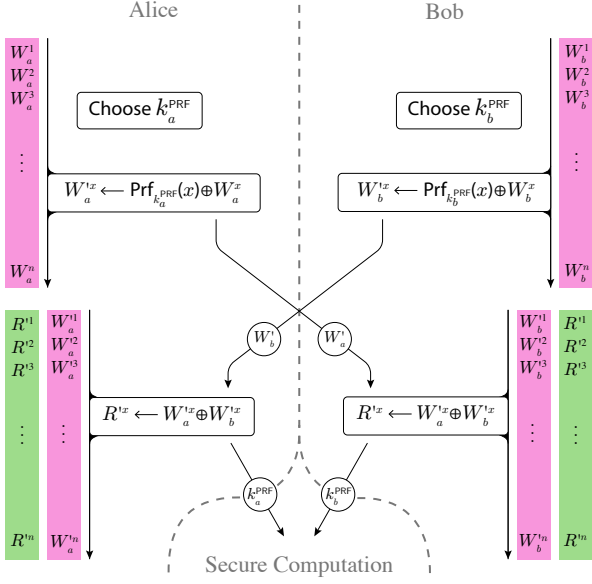 Alice Bob
W_a^1 W_b^1
W_a^2 W_b^2
W_a^3 W_b^3
Choose k_a^PRF Choose k_b^PRF
⋮ ⋮
W'_a^x ← Prf_{k_a^PRF}(x)⊕W_a^x W'_b^x ← Prf_{k_b^PRF}(x)⊕W_b^x
W_a^n W_b^n
R'^1 W'_a^1 W'_b^1 R'^1
R'^2 W'_a^2 W'_b^2 R'^2
W'_b W'_a
R'^3 W'_a^3 W'_b^3 R'^3
R'^x ← W'_a^x⊕W'_b^x R'^x ← W'_a^x⊕W'_b^x
⋮ ⋮ ⋮ ⋮
k_a^PRF k_b^PRF
R'^n W'_a^n W'_b^n R'^n
Secure Computation